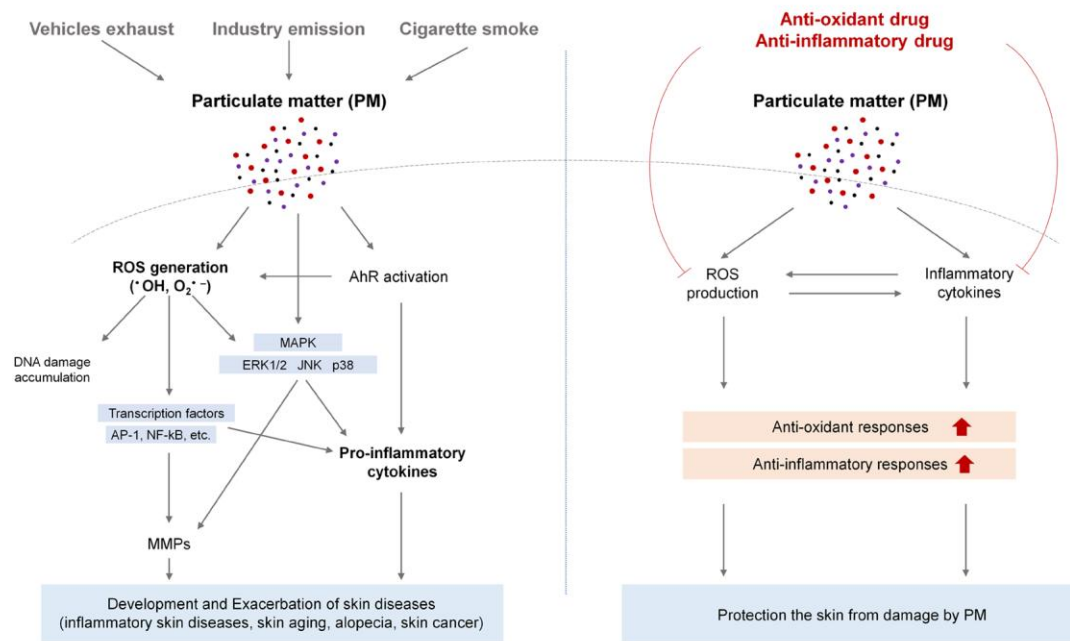 Vehicles exhaust
Industry emission
Cigarette smoke
Particulate matter (PM)
ROS generation
(•OH, O₂•−)
AhR activation
MAPK
ERK1/2 JNK p38
DNA damage
accumulation
Transcription factors
AP-1, NF-kB, etc.
Pro-inflammatory
cytokines
MMPs
Development and Exacerbation of skin diseases
(inflammatory skin diseases, skin aging, alopecia, skin cancer)
Anti-oxidant drug
Anti-inflammatory drug
Particulate matter (PM)
ROS
production
Inflammatory
cytokines
Anti-oxidant responses
Anti-inflammatory responses
Protection the skin from damage by PM